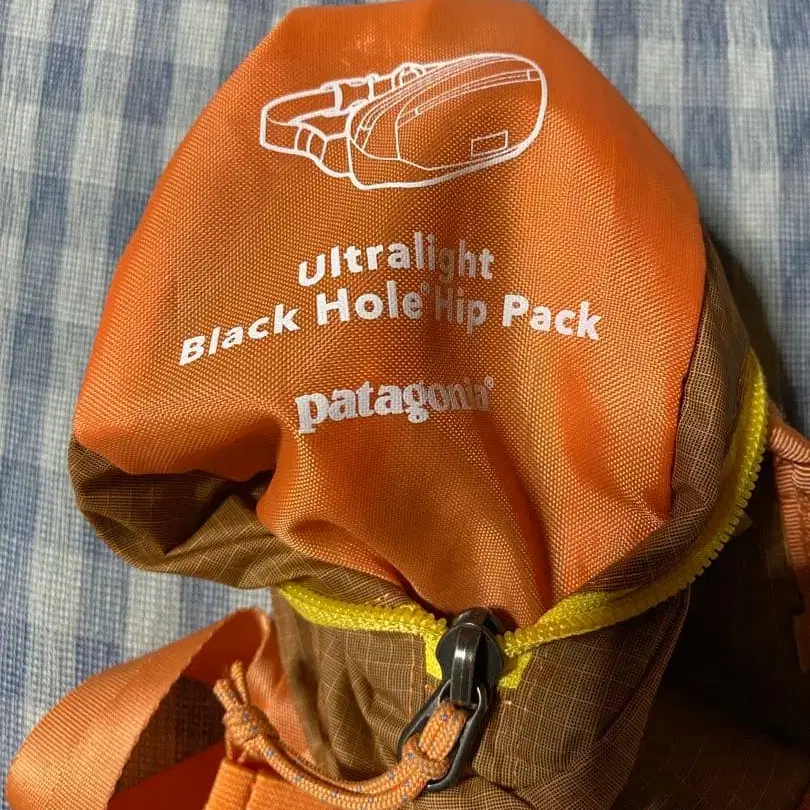 Ultralight
Black Hole® Hip Pack
patagonia®